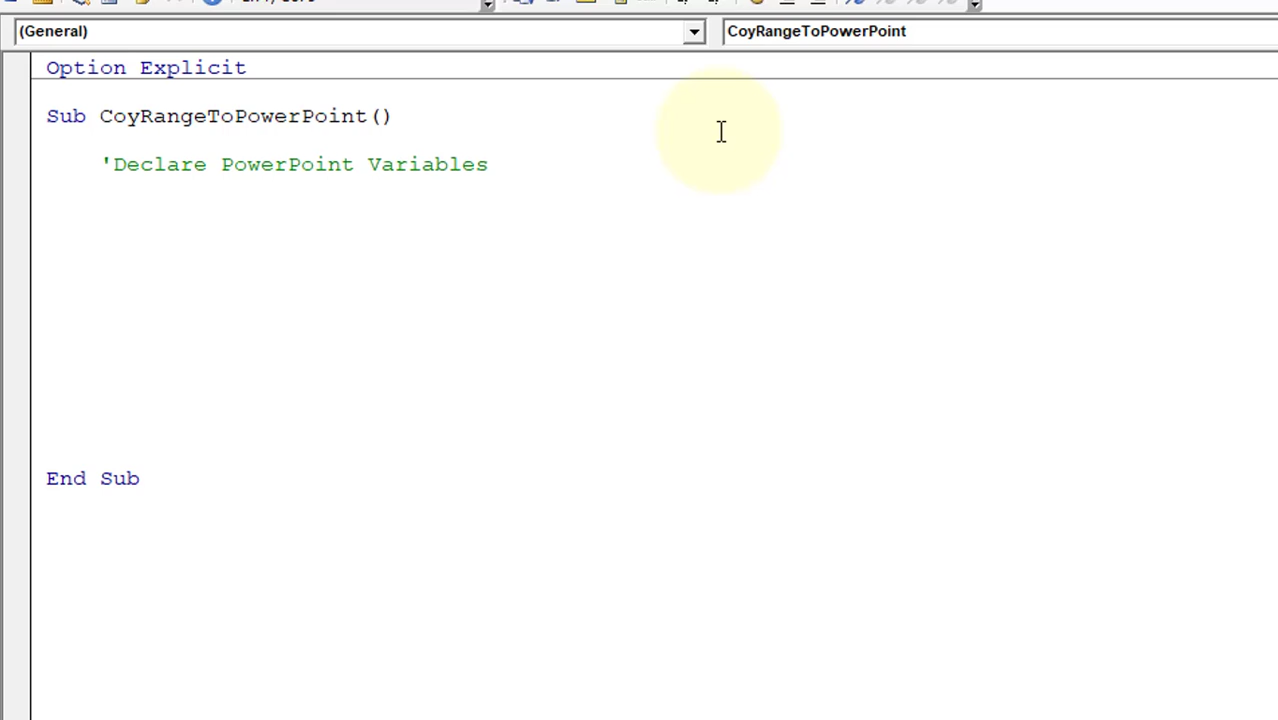 (General)
CoyRangeToPowerPoint
Option Explicit
Sub CoyRangeToPowerPoint()
'Declare PowerPoint Variables
End Sub